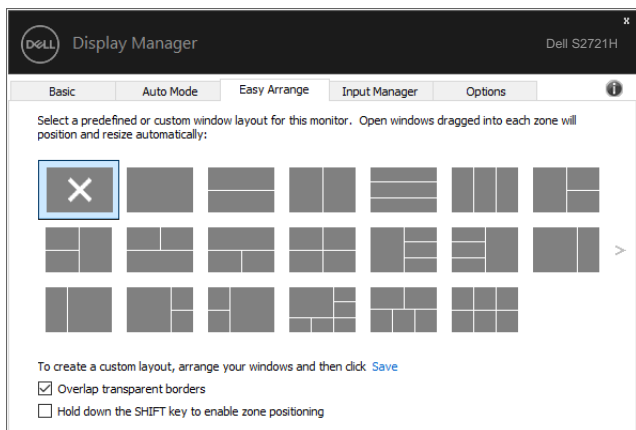 x
DELL Display Manager
Dell S2721H
Basic Auto Mode Easy Arrange Input Manager Options i
Select a predefined or custom window layout for this monitor. Open windows dragged into each zone will
position and resize automatically:
>
To create a custom layout, arrange your windows and then click Save
Overlap transparent borders
Hold down the SHIFT key to enable zone positioning